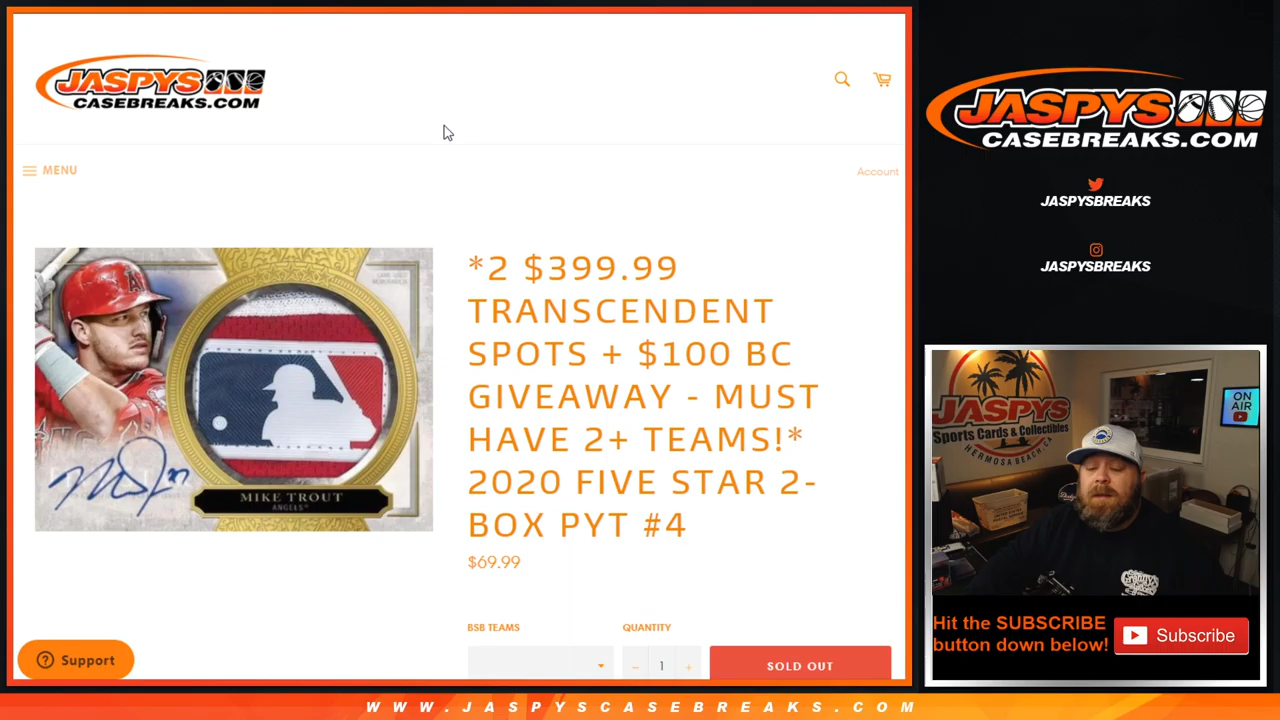 JASPYS
CASEBREAKS.COM
MENU
Account
*2 $399.99
TRANSCENDENT
SPOTS + $100 BC
GIVEAWAY - MUST
HAVE 2+ TEAMS!*
2020 FIVE STAR 2-
BOX PYT #4
$69.99
MIKE TROUT
ANGELS
BSB TEAMS
QUANTITY
1
SOLD OUT
Support
JASPYS
CASEBREAKS.COM
JASPYSBREAKS
JASPYSBREAKS
JASPYS
Sports Cards & Collectibles
HERMOSA BEACH, CA
ON
AIR
Hit the SUBSCRIBE
button down below!
Subscribe
WWW.JASPYSCASEBREAKS.COM